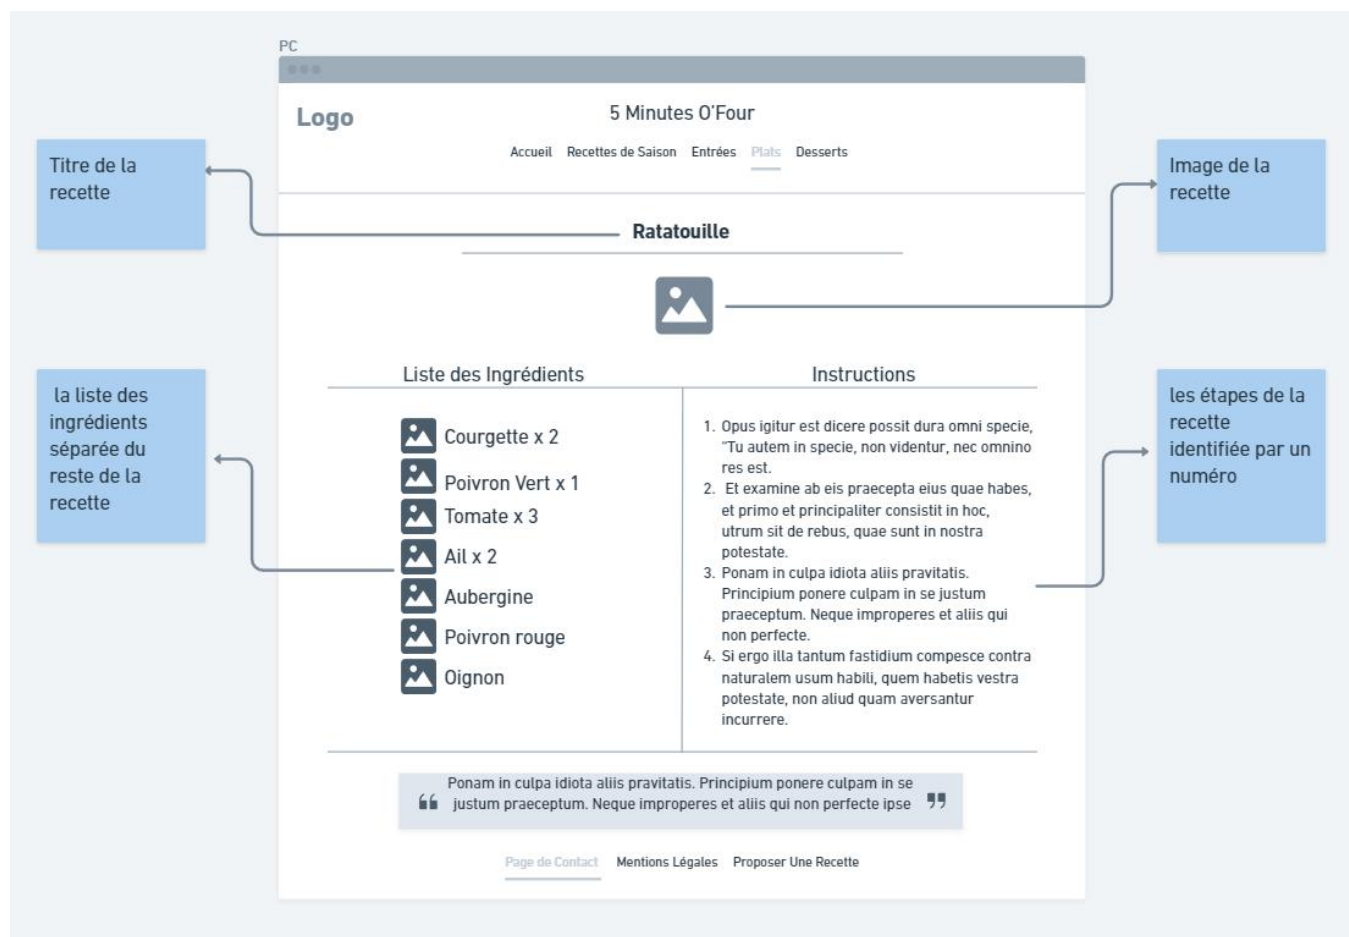 PC
Logo
5 Minutes O'Four
Accueil Recettes de Saison Entrées Plats Desserts
Titre de la
recette
Image de la
recette
Ratatouille
la liste des
ingrédients
séparée du
reste de la
recette
Liste des Ingrédients
Courgette x 2
Poivron Vert x 1
Tomate x 3
Ail x 2
Aubergine
Poivron rouge
Oignon
Instructions
1. Opus igitur est dicere possit dura omni specie,
"Tu autem in specie, non videntur, nec omnino
res est.
2. Et examine ab eis praecepta eius quae habes,
et primo et principaliter consistit in hoc,
utrum sit de rebus, quae sunt in nostra
potestate.
3. Ponam in culpa idiota aliis pravitatis.
Principium ponere culpam in se justum
praeceptum. Neque improperes et aliis qui
non perfecte.
4. Si ergo illa tantum fastidium compesce contra
naturalem usum habili, quem habetis vestra
potestate, non aliud quam aversantur
incurrere.
les étapes de la
recette
identifiée par un
numéro
Ponam in culpa idiota aliis pravitatis. Principium ponere culpam in se
“ justum praeceptum. Neque improperes et aliis qui non perfecte ipse ”
Page de Contact Mentions Légales Proposer Une Recette